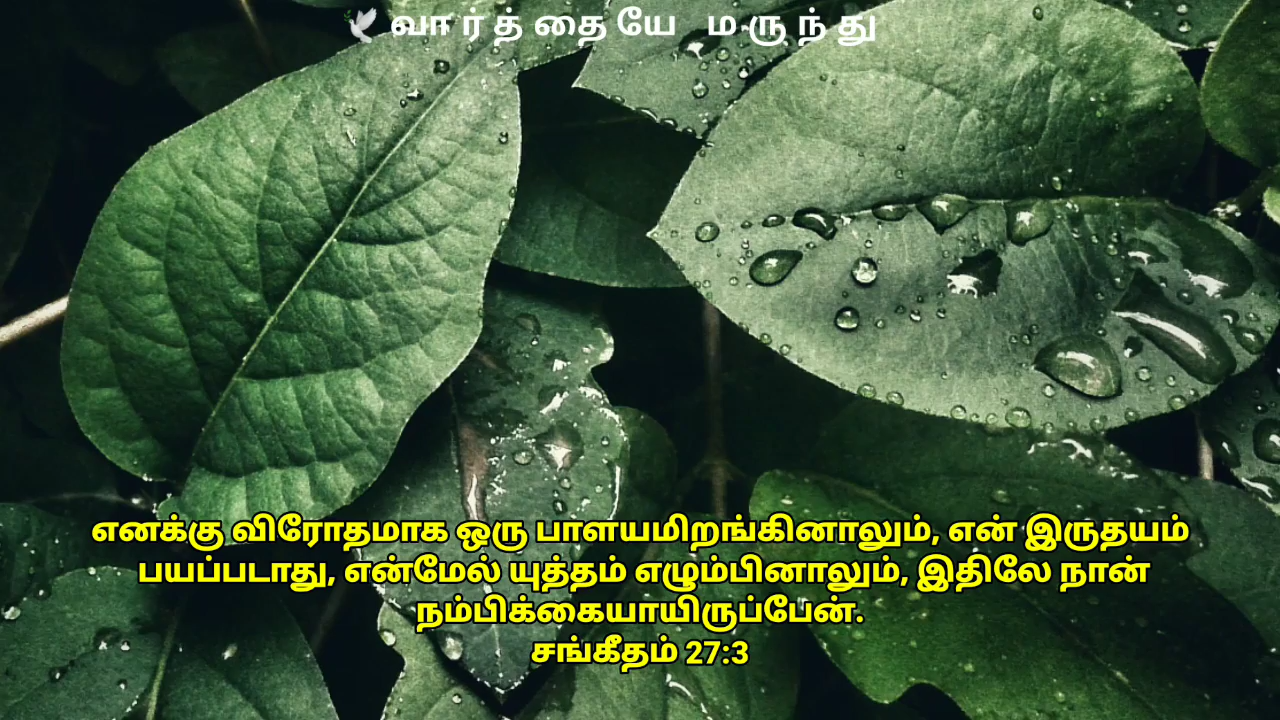 🕊️ வார்த்தையே மருந்து
எனக்கு விரோதமாக ஒரு பாளயமிறங்கினாலும், என் இருதயம்
பயப்படாது, என்மேல் யுத்தம் எழும்பினாலும், இதிலே நான்
நம்பிக்கையாயிருப்பேன்.
சங்கீதம் 27:3